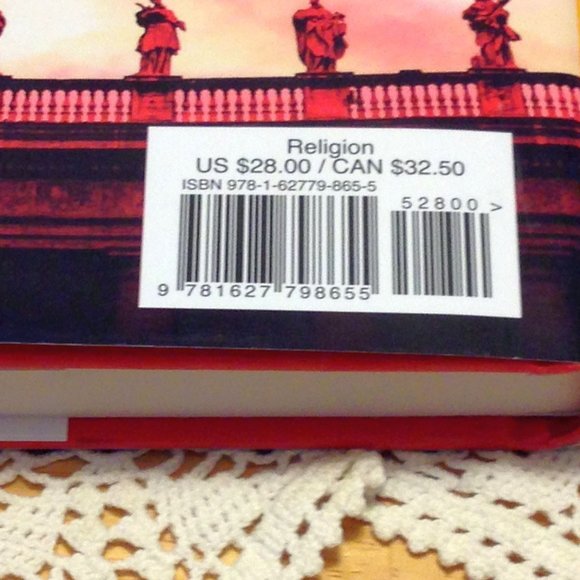 Religion
US $28.00 / CAN $32.50
ISBN 978-1-62779-865-5
52800 >
9 781627 798655